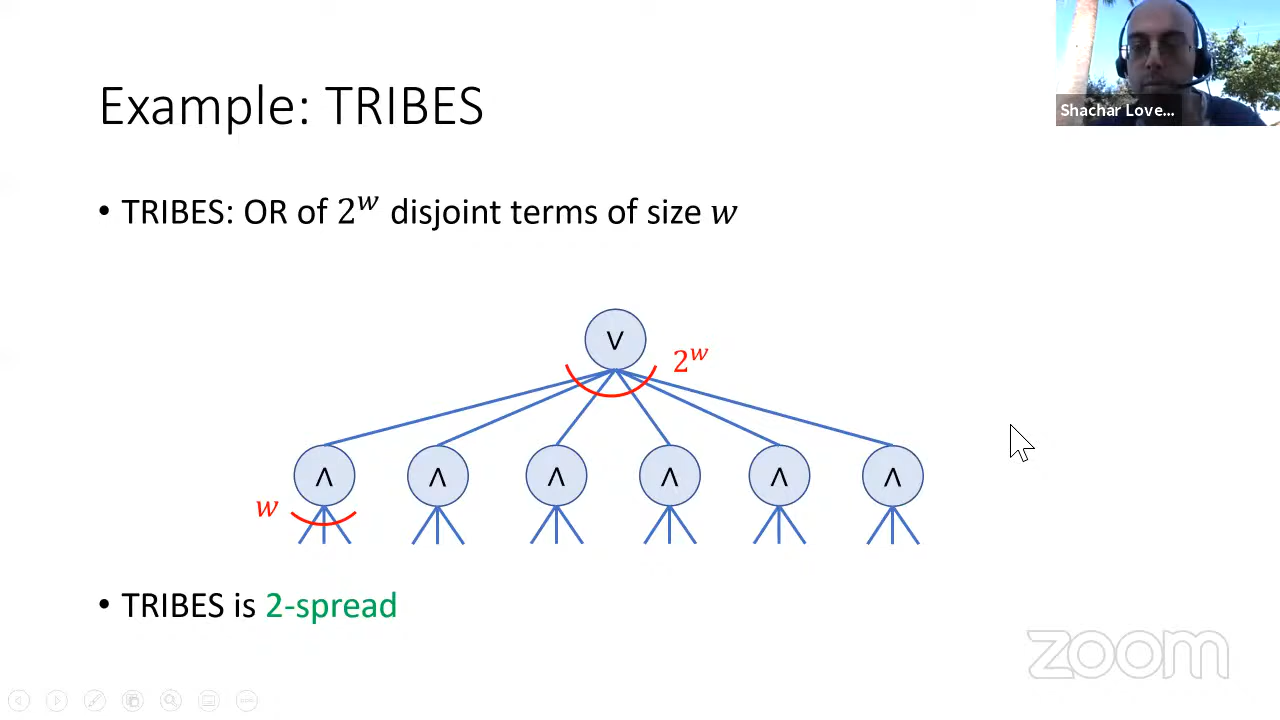 Shachar Love...
Example: TRIBES
• TRIBES: OR of 2^w disjoint terms of size w
∨
2^w
∧ ∧ ∧ ∧ ∧ ∧
w
• TRIBES is 2-spread
zoom